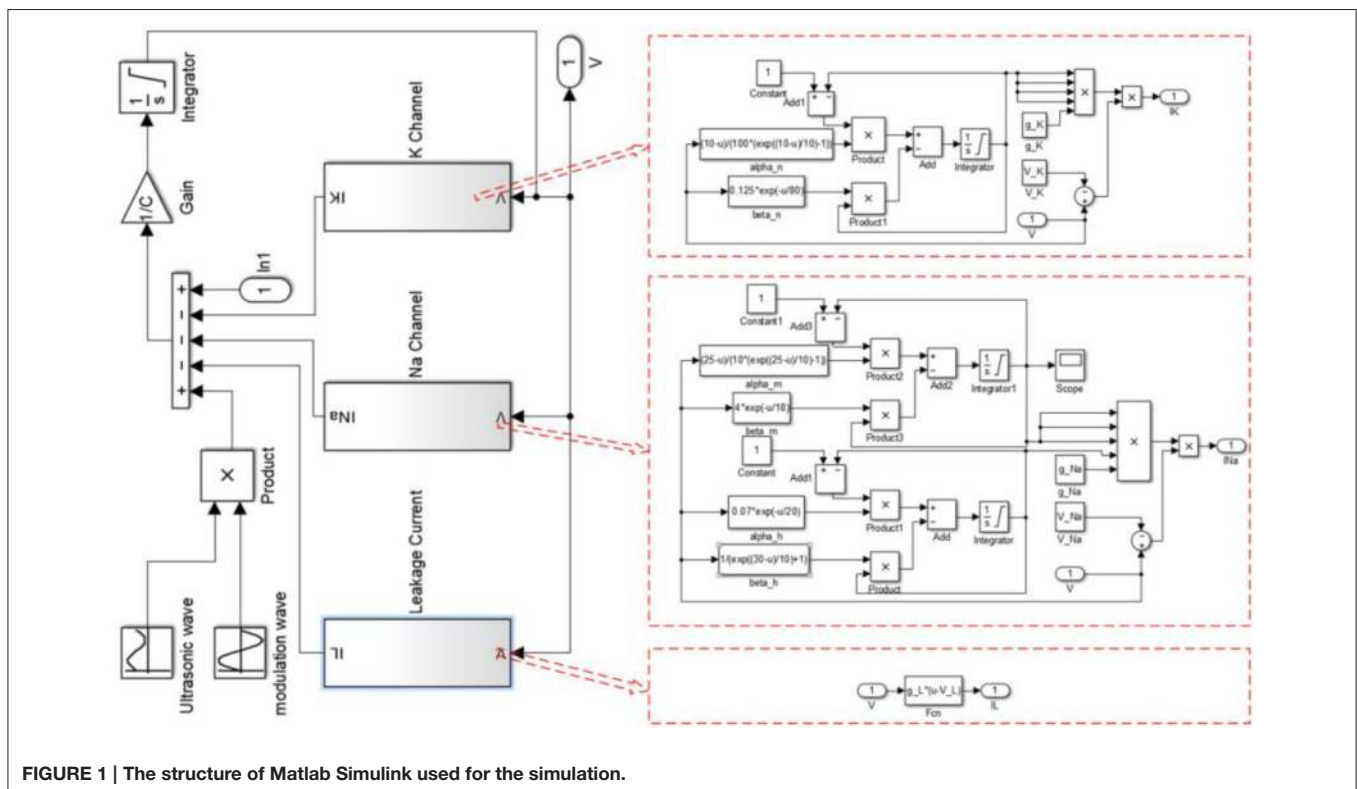 1
s
Integrator
1/C
Gain
+
−
−
−
+
1
In1
×
Product
Ultrasonic wave
modulation wave
1
V
K Channel
IK
V
Na Channel
INa
V
Leakage Current
IL
V
1
Constant
Add1
+ −
(10-u)/(100*(exp((10-u)/10)-1))
alpha_n
0.125*exp(-u/80)
beta_n
×
Product
×
Product1
+
−
Add
1
s
Integrator
×
×
1
IK
g_K
g_K
V_K
V_K
−
+
1
V
1
Constant1
Add3
+ −
(25-u)/(10*(exp((25-u)/10)-1))
alpha_m
4*exp(-u/18)
beta_m
×
Product2
×
Product3
+
−
Add2
1
s
Integrator1
Scope
1
Constant
Add1
+ −
0.07*exp(-u/20)
alpha_h
1/(exp((30-u)/10)+1)
beta_h
×
Product1
×
Product
+
−
Add
1
s
Integrator
×
×
1
INa
g_Na
g_Na
V_Na
V_Na
−
+
1
V
1
V
g_L*(u-V_L)
Fcn
1
IL
FIGURE 1 | The structure of Matlab Simulink used for the simulation.